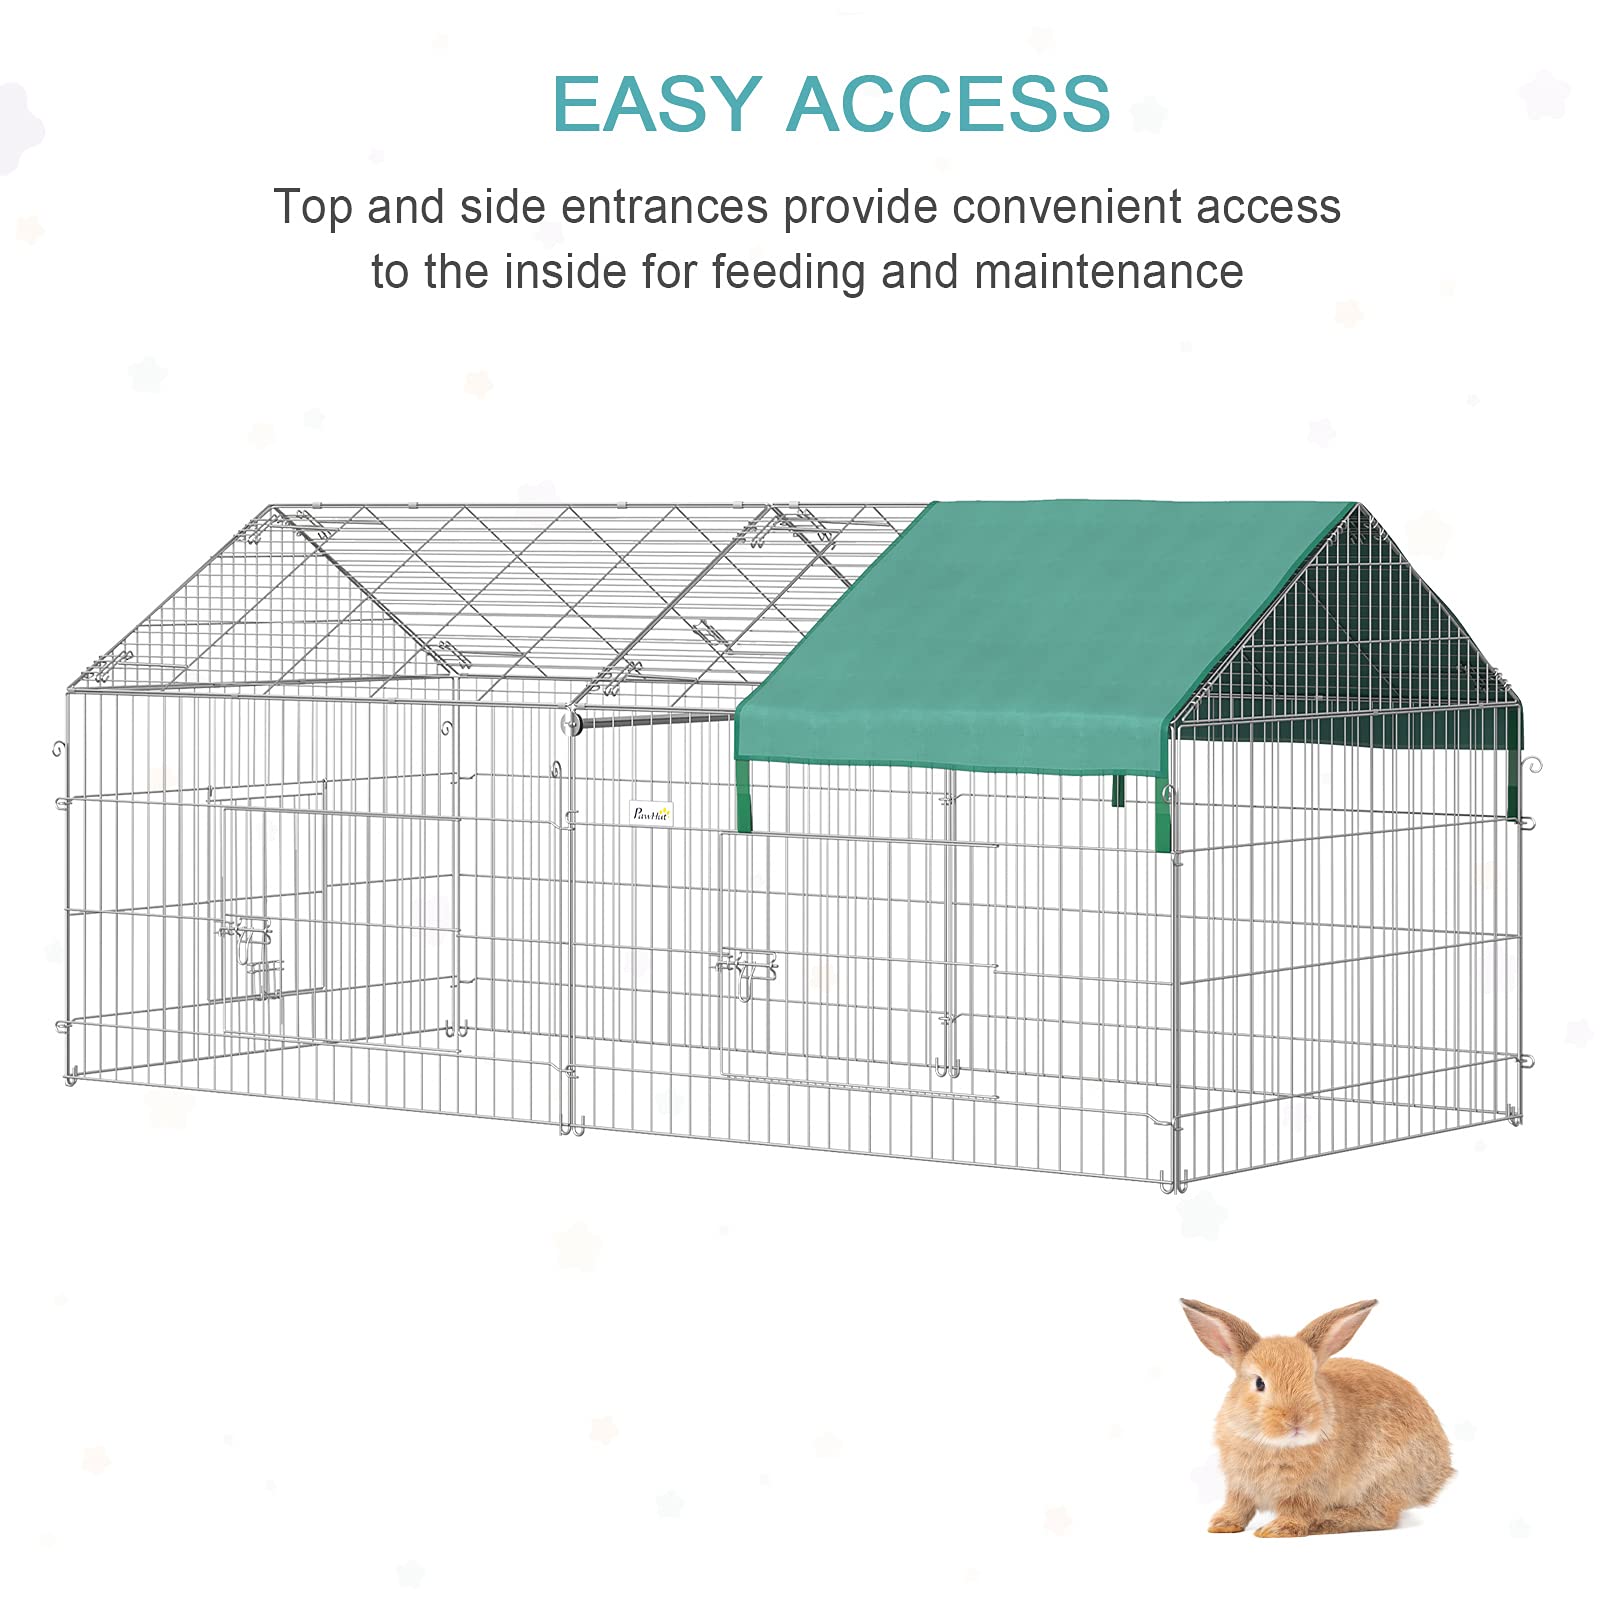 EASY ACCESS
Top and side entrances provide convenient access
to the inside for feeding and maintenance
PawHut